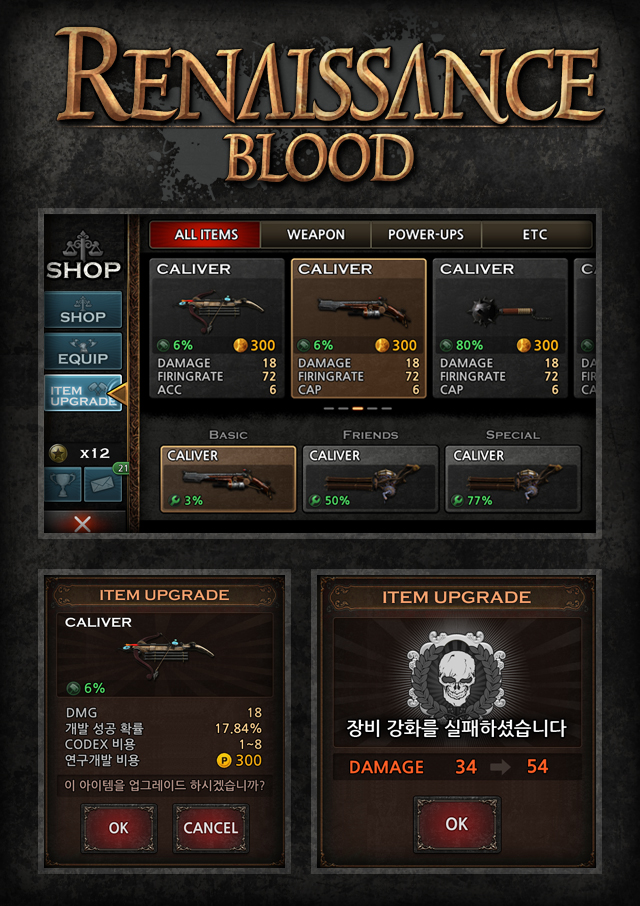 RENAISSANCE
BLOOD
SHOP
SHOP
EQUIP
ITEM
UPGRADE
x12
21
ALL ITEMS
WEAPON
POWER-UPS
ETC
CALIVER
6%
300
DAMAGE 18
FIRINGRATE 72
ACC 6
CALIVER
6%
300
DAMAGE 18
FIRINGRATE 72
CAP 6
CALIVER
80%
300
DAMAGE 18
FIRINGRATE 72
CAP 6
BASIC
FRIENDS
SPECIAL
CALIVER
3%
CALIVER
50%
CALIVER
77%
ITEM UPGRADE
CALIVER
6%
DMG 18
개발 성공 확률 17.84%
CODEX 비용 1~8
연구개발 비용 P 300
이 아이템을 업그레이드 하시겠습니까?
OK
CANCEL
ITEM UPGRADE
장비 강화를 실패하셨습니다
DAMAGE 34 54
OK